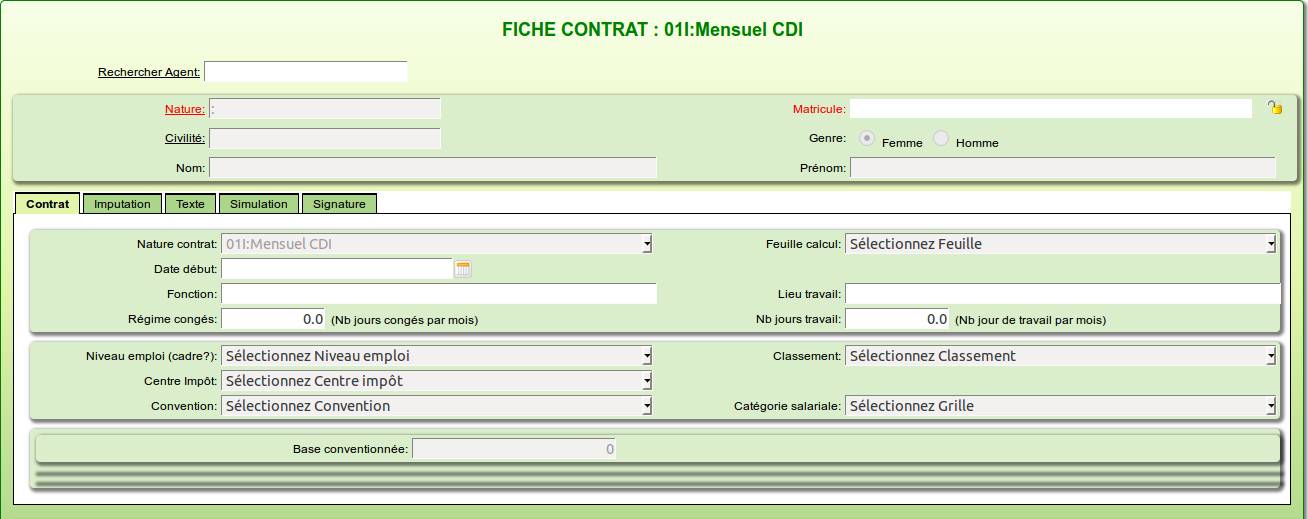 FICHE CONTRAT : 01I:Mensuel CDI
Rechercher Agent:
Nature: : Matricule:
Civilité: Genre: Femme Homme
Nom: Prénom:
Contrat Imputation Texte Simulation Signature
Nature contrat: 01I:Mensuel CDI Feuille calcul: Sélectionnez Feuille
Date début:
Fonction: Lieu travail:
Régime congés: 0.0 (Nb jours congés par mois) Nb jours travail: 0.0 (Nb jour de travail par mois)
Niveau emploi (cadre?): Sélectionnez Niveau emploi Classement: Sélectionnez Classement
Centre Impôt: Sélectionnez Centre impôt
Convention: Sélectionnez Convention Catégorie salariale: Sélectionnez Grille
Base conventionnée: 0